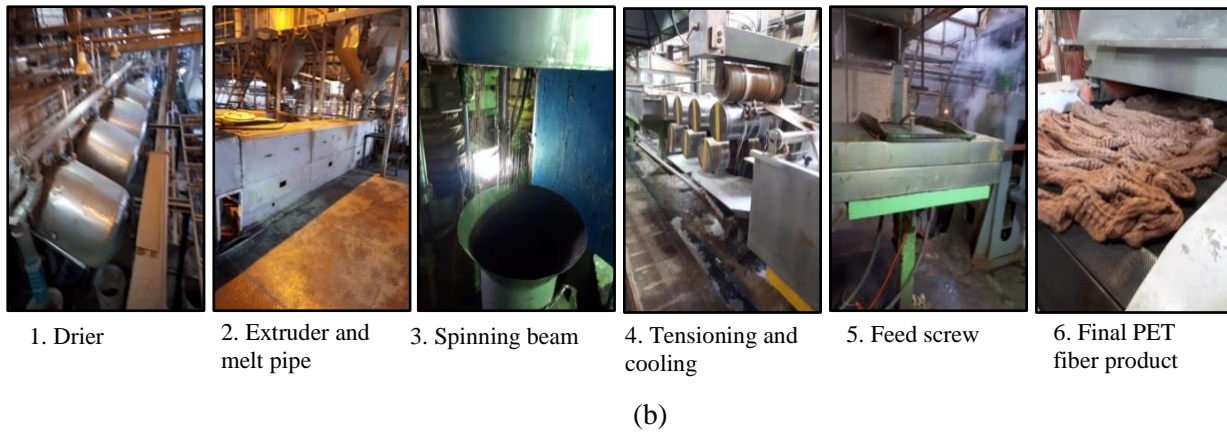 1. Drier
2. Extruder and
melt pipe
3. Spinning beam
4. Tensioning and
cooling
5. Feed screw
6. Final PET
fiber product
(b)